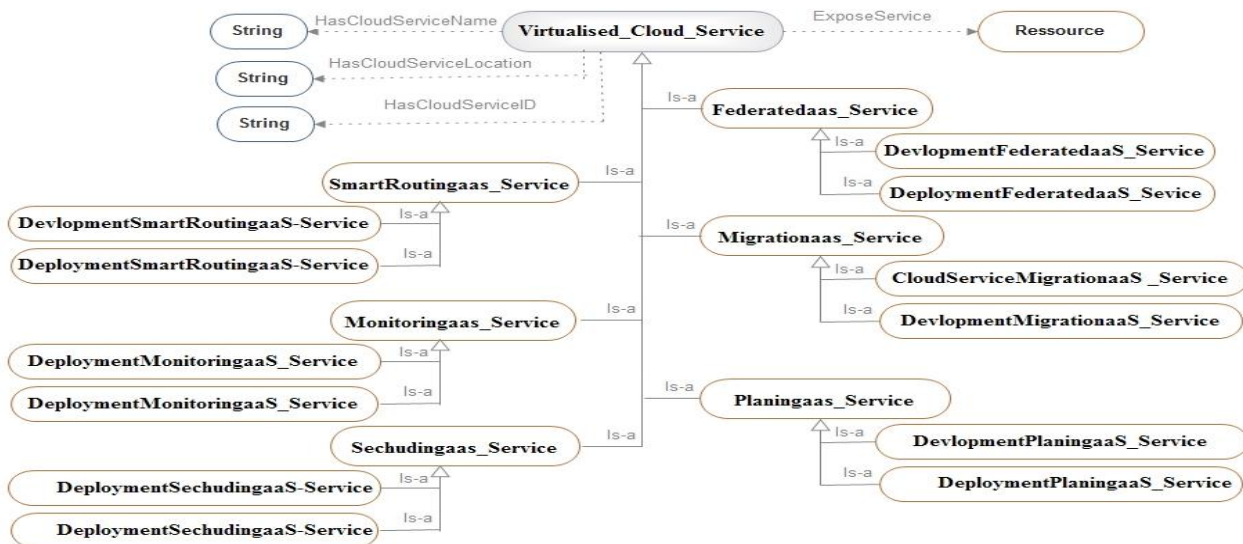 HasCloudServiceName
ExposeService
String
Virtualised_Cloud_Service
Ressource
HasCloudServiceLocation
String
HasCloudServiceID
String
Is-a
Federatedaas_Service
Is-a
DevlopmentFederatedaaS_Service
Is-a
SmartRoutingaas_Service
Is-a
DeploymentFederatedaaS_Sevice
Is-a
DevlopmentSmartRoutingaaS-Service
Is-a
Migrationaas_Service
Is-a
DeploymentSmartRoutingaaS-Service
Is-a
CloudServiceMigrationaaS _Service
Is-a
Monitoringaas_Service
Is-a
DevlopmentMigrationaaS_Service
Is-a
DeploymentMonitoringaaS_Service
Is-a
DeploymentMonitoringaaS_Service
Is-a
Planingaas_Service
Is-a
Sechudingaas_Service
Is-a
DevlopmentPlaningaaS_Service
Is-a
DeploymentSechudingaaS-Service
Is-a
DeploymentPlaningaaS_Service
Is-a
DeploymentSechudingaaS-Service
Is-a